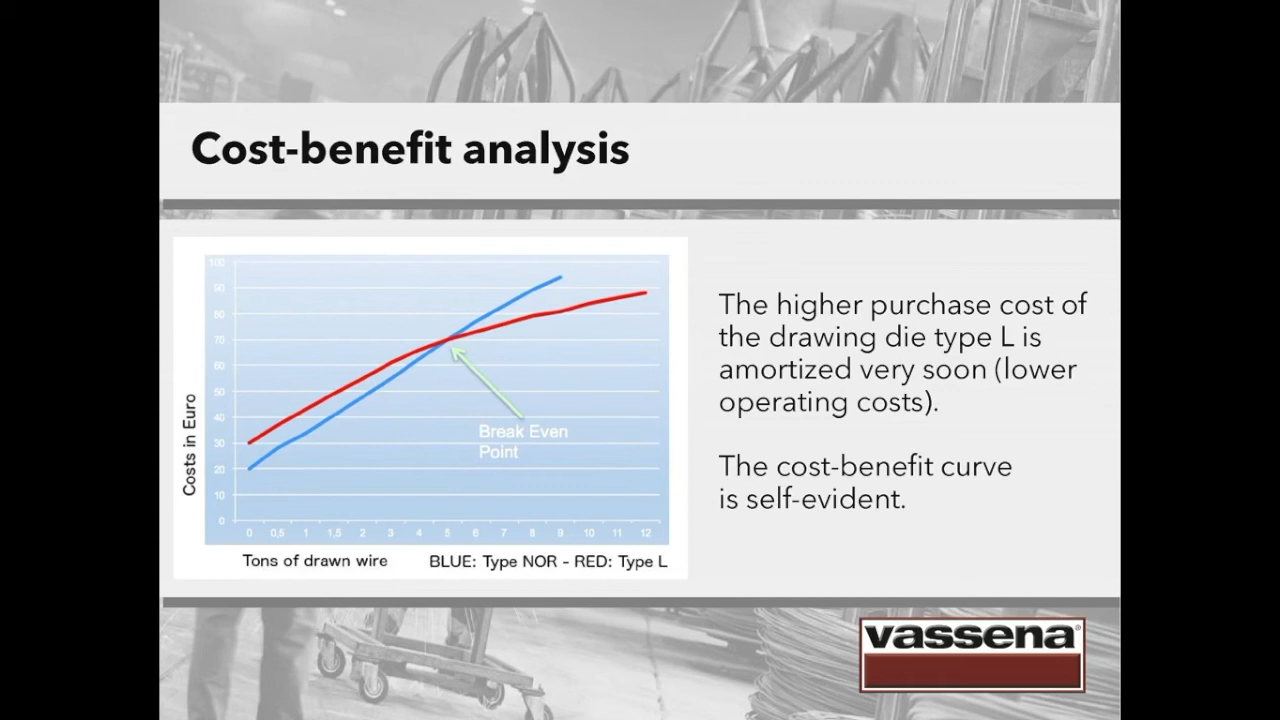 Cost-benefit analysis
100
90
80
70
60
50
40
30
20
10
0
Costs in Euro
0 0,5 1 1,5 2 3 4 5 6 7 8 9 10 11 12
Break Even
Point
Tons of drawn wire
BLUE: Type NOR - RED: Type L
The higher purchase cost of
the drawing die type L is
amortized very soon (lower
operating costs).
The cost-benefit curve
is self-evident.
vassena®